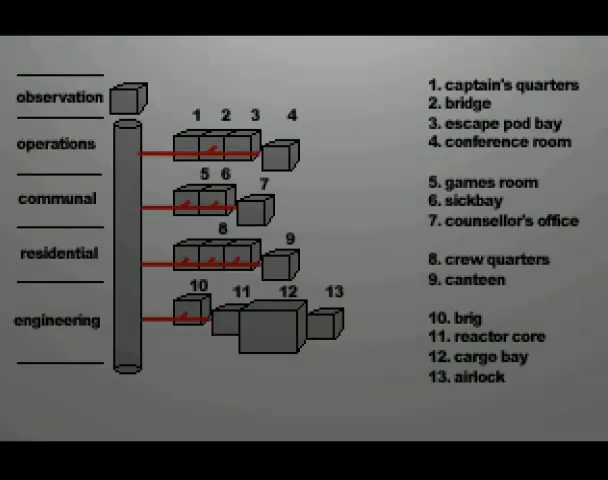 observation
operations
communal
residential
engineering
1 2 3 4
5 6 7
8 9
10 11 12 13
1. captain's quarters
2. bridge
3. escape pod bay
4. conference room
5. games room
6. sickbay
7. counsellor's office
8. crew quarters
9. canteen
10. brig
11. reactor core
12. cargo bay
13. airlock